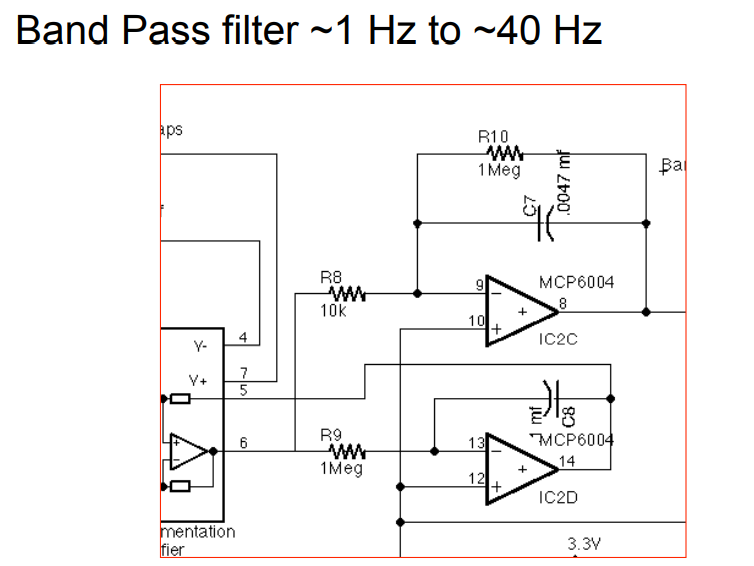 Band Pass filter ~1 Hz to ~40 Hz
aps
R10
1Meg
C7
.0047 mf
Ba
R8
10k
9
MCP6004
8
10
IC2C
V-
4
V+
7
5
1 mf
C8
R9
1Meg
6
13
MCP6004
14
12
IC2D
mentation
fier
3.3V